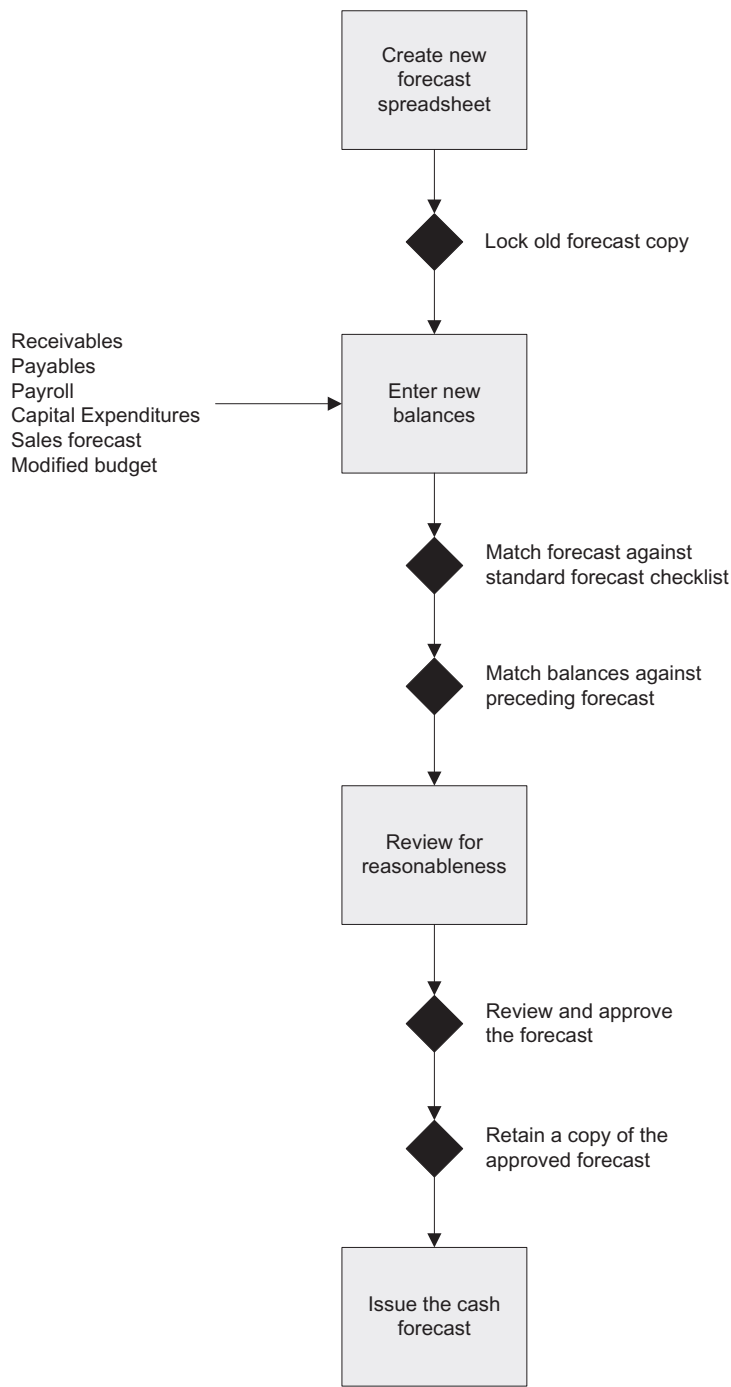 Create new
forecast
spreadsheet
Lock old forecast copy
Receivables
Payables
Payroll
Capital Expenditures
Sales forecast
Modified budget
Enter new
balances
Match forecast against
standard forecast checklist
Match balances against
preceding forecast
Review for
reasonableness
Review and approve
the forecast
Retain a copy of the
approved forecast
Issue the cash
forecast